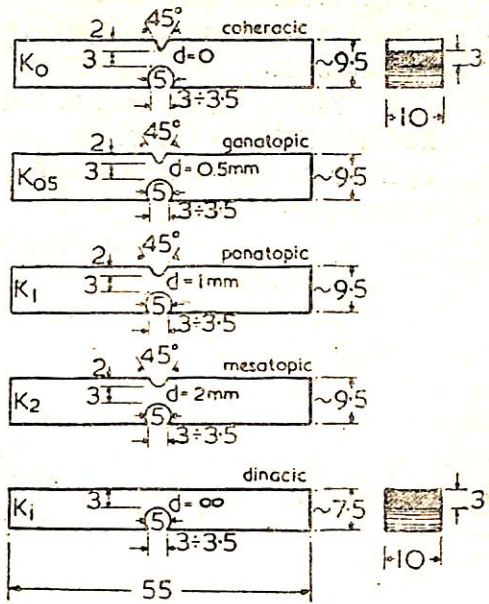 45°
2 coheracic
K0 3 d=0 ~9.5 3
5
3÷3.5 10
45°
2 ganatopic
K05 3 d=0.5mm ~9.5
5
3÷3.5
45°
2 ponatopic
K1 3 d=1mm ~9.5
5
3÷3.5
45°
2 mesatopic
K2 3 d=2mm ~9.5
5
3÷3.5
dinacic
Ki 3 d=∞ ~7.5 3
5
3÷3.5 10
55